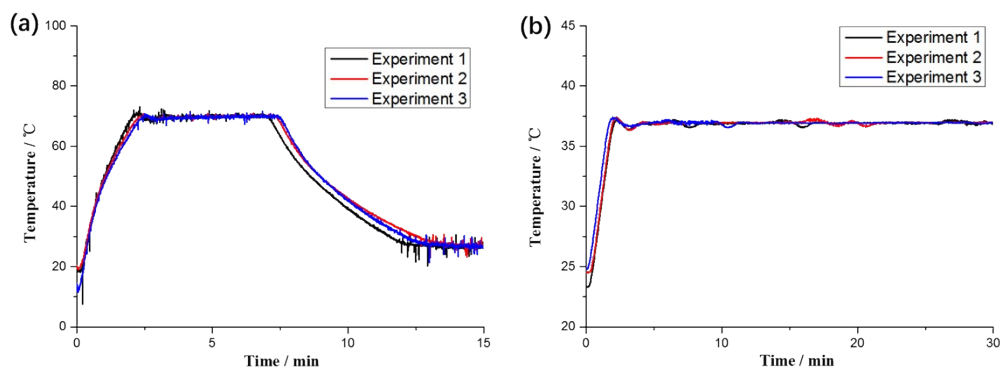 (a)
Temperature / ℃
100
80
60
40
20
0
Experiment 1
Experiment 2
Experiment 3
0
5
10
15
Time / min
(b)
Temperature / ℃
45
40
35
30
25
20
Experiment 1
Experiment 2
Experiment 3
0
10
20
30
Time / min